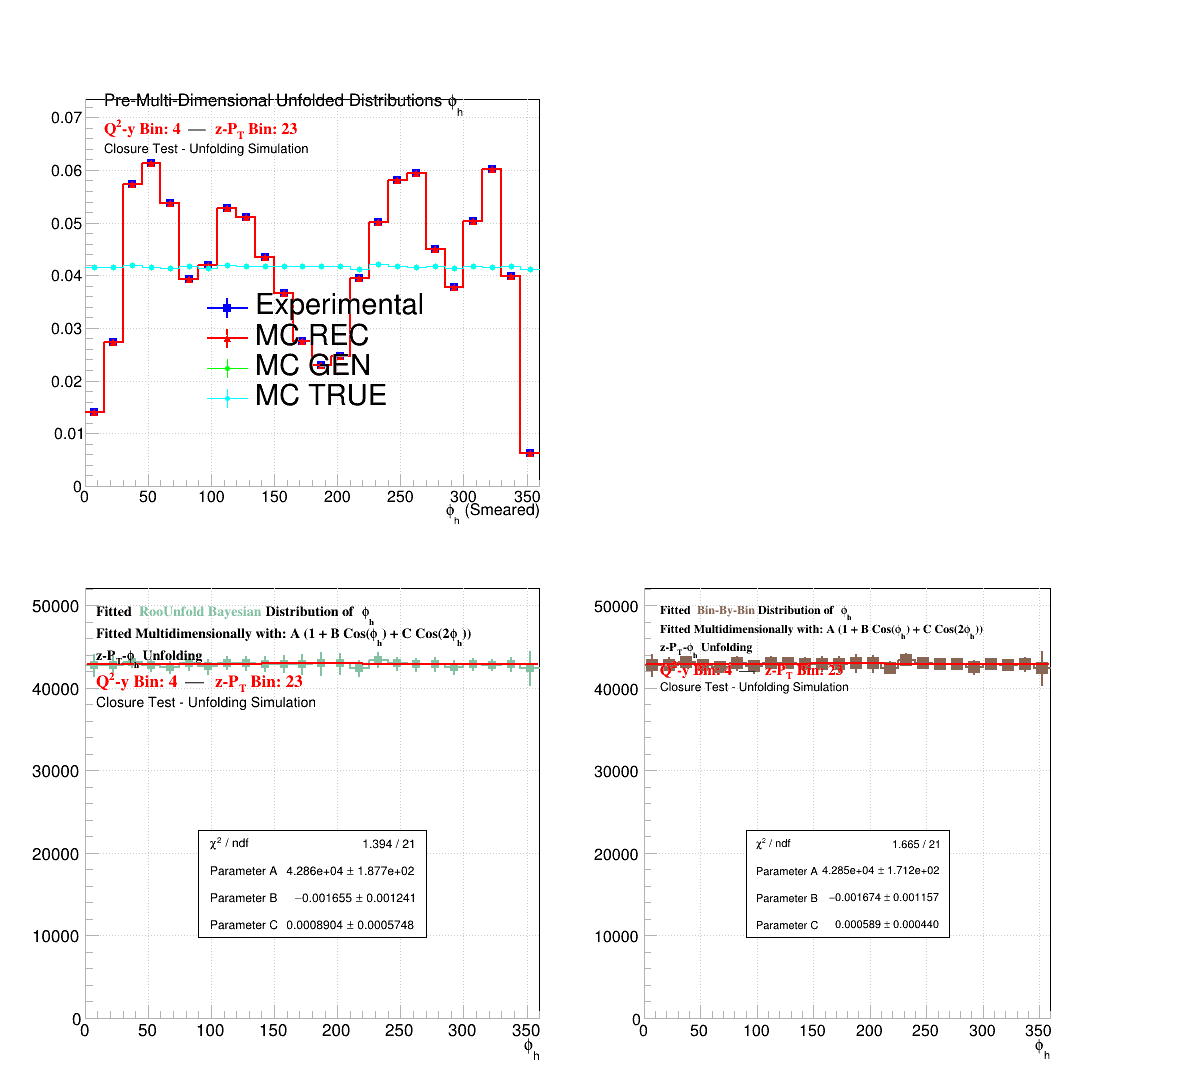 Pre-Multi-Dimensional Unfolded Distributions ϕh
Q2-y Bin: 4 — z-PT Bin: 23
Closure Test - Unfolding Simulation
0.07
0.06
0.05
0.04
0.03
0.02
0.01
0
Experimental
MC REC
MC GEN
MC TRUE
0 50 100 150 200 250 300 350
ϕh (Smeared)
Fitted RooUnfold Bayesian Distribution of ϕh
Fitted Multidimensionally with: A (1 + B Cos(ϕh) + C Cos(2ϕh))
z-PT-ϕh Unfolding
Q2-y Bin: 4 — z-PT Bin: 23
Closure Test - Unfolding Simulation
50000
40000
30000
20000
10000
0
χ2 / ndf 1.394 / 21
Parameter A 4.286e+04 ± 1.877e+02
Parameter B −0.001655 ± 0.001241
Parameter C 0.0008904 ± 0.0005748
0 50 100 150 200 250 300 350
ϕh
Fitted Bin-By-Bin Distribution of ϕh
Fitted Multidimensionally with: A (1 + B Cos(ϕh) + C Cos(2ϕh))
z-PT-ϕh Unfolding
Q2-y Bin: 4 — z-PT Bin: 23
Closure Test - Unfolding Simulation
50000
40000
30000
20000
10000
0
χ2 / ndf 1.665 / 21
Parameter A 4.285e+04 ± 1.712e+02
Parameter B −0.001674 ± 0.001157
Parameter C 0.000589 ± 0.000440
0 50 100 150 200 250 300 350
ϕh